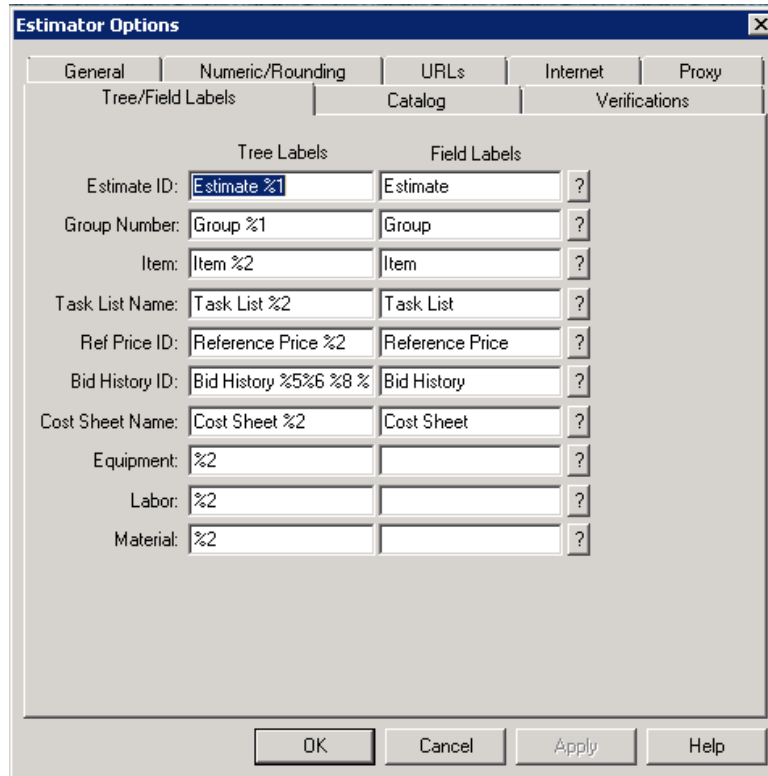 Estimator Options
General Numeric/Rounding URLs Internet Proxy
Tree/Field Labels Catalog Verifications
Tree Labels Field Labels
Estimate ID: Estimate %1 Estimate ?
Group Number: Group %1 Group ?
Item: Item %2 Item ?
Task List Name: Task List %2 Task List ?
Ref Price ID: Reference Price %2 Reference Price ?
Bid History ID: Bid History %5%6 %8 % Bid History ?
Cost Sheet Name: Cost Sheet %2 Cost Sheet ?
Equipment: %2 ?
Labor: %2 ?
Material: %2 ?
OK Cancel Apply Help